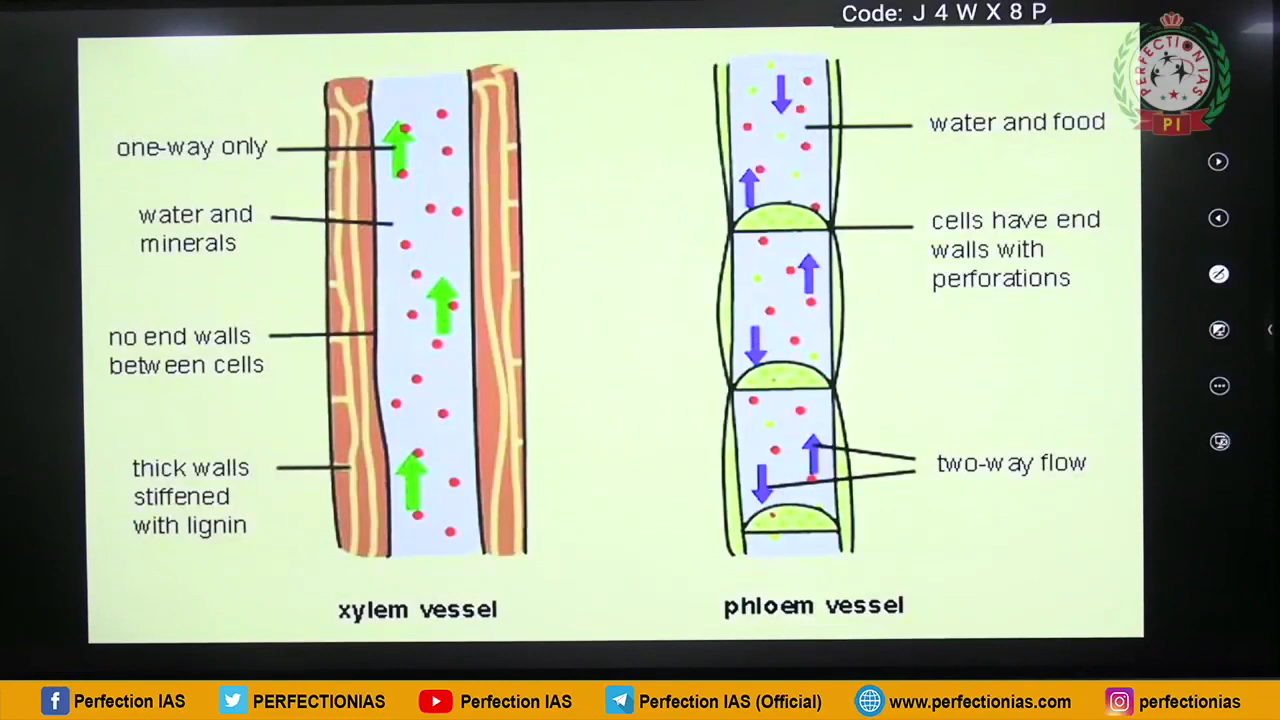 Code: J 4 W X 8 P
PERFECTION IAS
PI
one-way only
water and
minerals
no end walls
between cells
thick walls
stiffened
with lignin
xylem vessel
water and food
cells have end
walls with
perforations
two-way flow
phloem vessel
Perfection IAS
PERFECTIONIAS
Perfection IAS
Perfection IAS (Official)
www.perfectionias.com
perfectionias